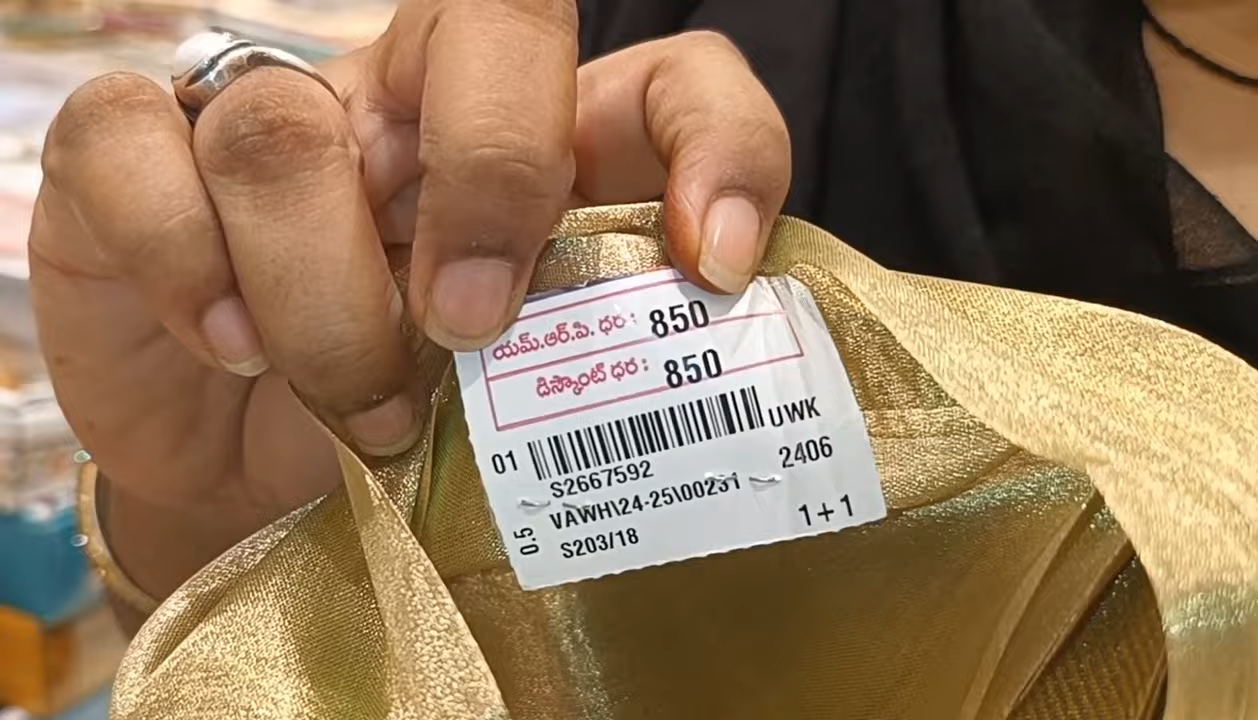 యమ్.ఆర్.పి. ధర : 850
డిస్కౌంట్ ధర : 850
01 UWK
S2667592 2406
VAWH\24-25\00231
0.5 S203/18 1+1